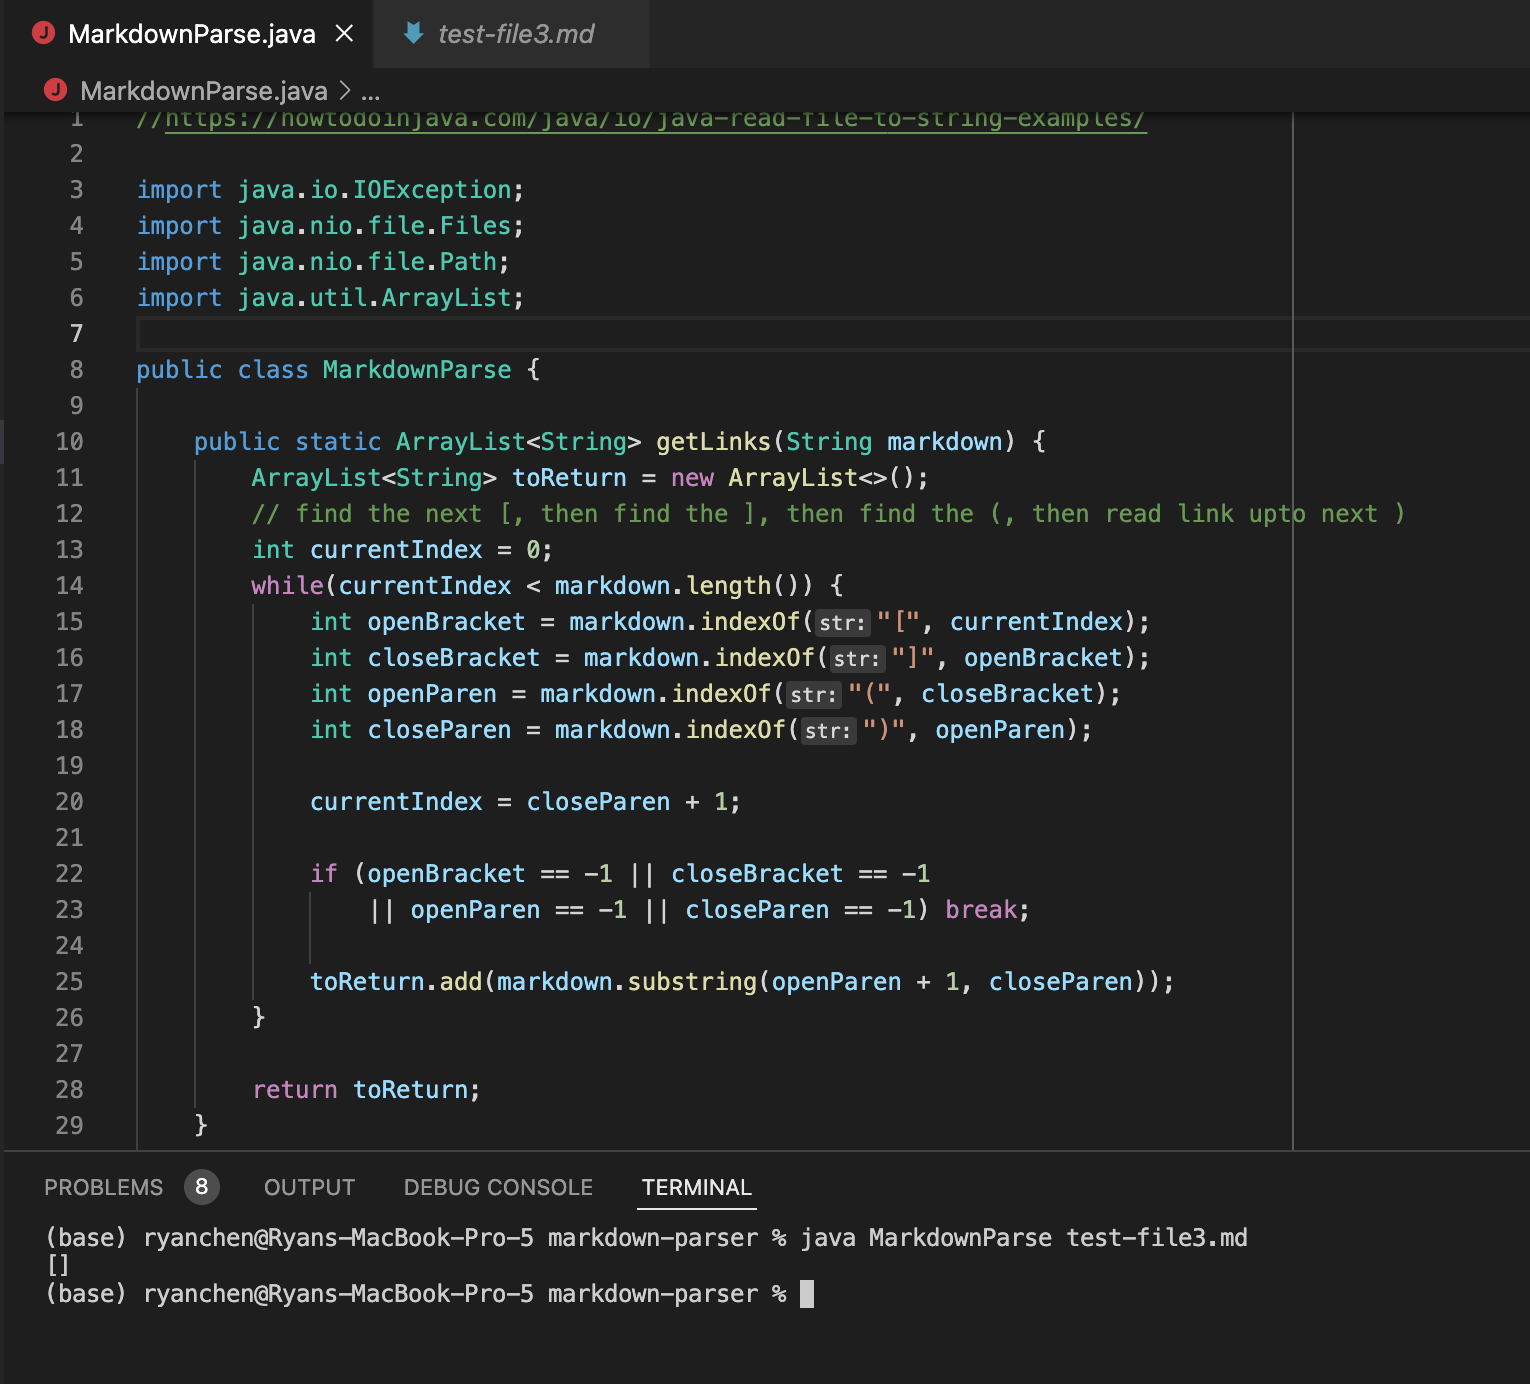 MarkdownParse.java
test-file3.md
MarkdownParse.java > ...
1 //https://howtodoinjava.com/java/io/java-read-file-to-string-examples/
2
3 import java.io.IOException;
4 import java.nio.file.Files;
5 import java.nio.file.Path;
6 import java.util.ArrayList;
7
8 public class MarkdownParse {
9
10 public static ArrayList<String> getLinks(String markdown) {
11 ArrayList<String> toReturn = new ArrayList<>();
12 // find the next [, then find the ], then find the (, then read link upto next )
13 int currentIndex = 0;
14 while(currentIndex < markdown.length()) {
15 int openBracket = markdown.indexOf(str: "[", currentIndex);
16 int closeBracket = markdown.indexOf(str: "]", openBracket);
17 int openParen = markdown.indexOf(str: "(", closeBracket);
18 int closeParen = markdown.indexOf(str: ")", openParen);
19
20 currentIndex = closeParen + 1;
21
22 if (openBracket == -1 || closeBracket == -1
23 || openParen == -1 || closeParen == -1) break;
24
25 toReturn.add(markdown.substring(openParen + 1, closeParen));
26 }
27
28 return toReturn;
29 }
PROBLEMS 8 OUTPUT DEBUG CONSOLE TERMINAL
(base) ryanchen@Ryans-MacBook-Pro-5 markdown-parser % java MarkdownParse test-file3.md
[]
(base) ryanchen@Ryans-MacBook-Pro-5 markdown-parser %